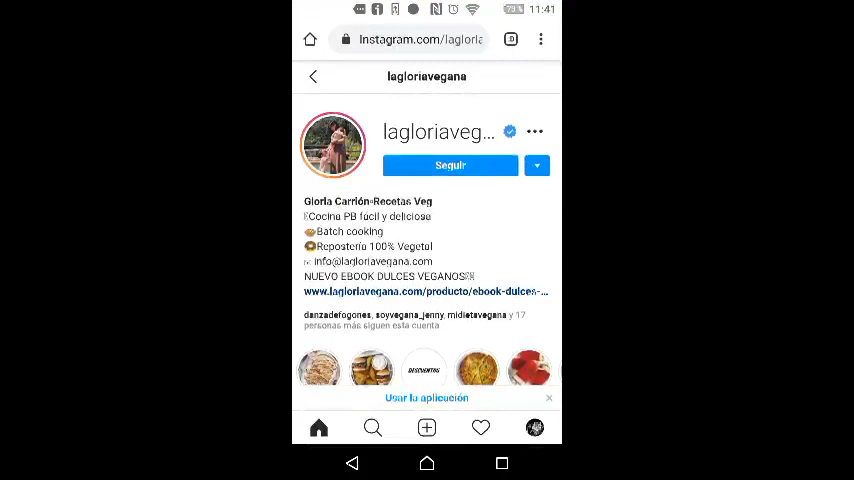 73% 11:41
Instagram.com/lagloria
lagloriavegana
lagloriaveg...
Seguir
Gloria Carrión•Recetas Veg
Cocina PB fácil y deliciosa
Batch cooking
Repostería 100% Vegetal
info@lagloriavegana.com
NUEVO EBOOK DULCES VEGANOS
www.lagloriavegana.com/producto/ebook-dulces-...
danzadefogones, soyvegana_jenny, midietavegana y 17
personas más siguen esta cuenta
DESCUENTOS
Usar la aplicación